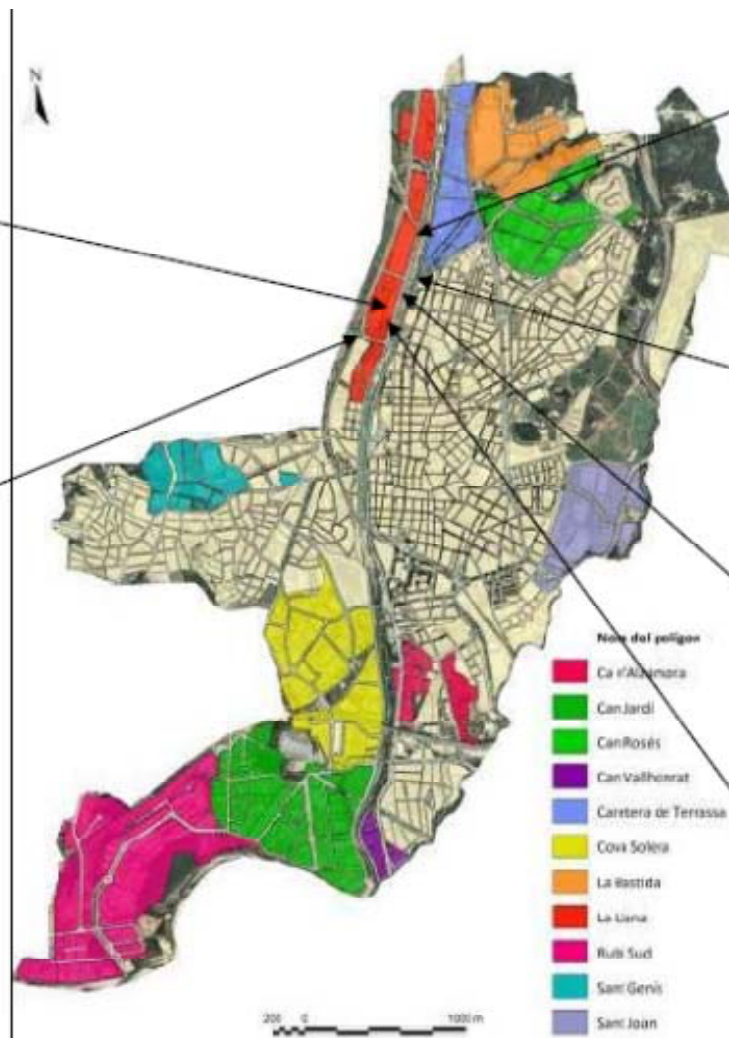 N
Nom del polígon
Ca n'Alzamora
Can Jardí
Can Rosés
Can Vallhonrat
Carretera de Terrassa
Cova Solera
La Bastida
La Llana
Rubí Sud
Sant Genís
Sant Joan
200 0 1000 m